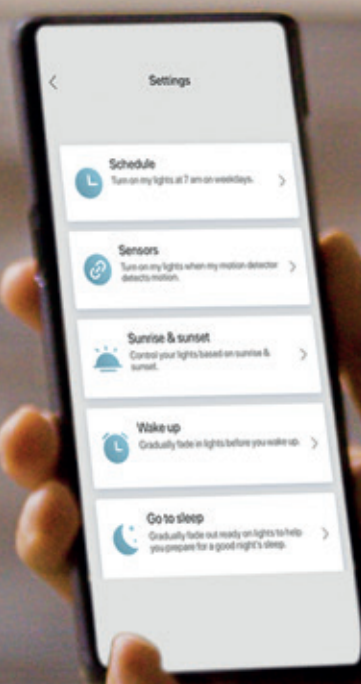 Settings
Schedule
Turn on my lights at 7 am on weekdays.
Sensors
Turn on my lights when my motion detector
detects motion.
Sunrise & sunset
Control your lights based on sunrise &
sunset.
Wake up
Gradually fade in lights before you wake up.
Go to sleep
Gradually fade out ready on lights to help
you prepare for a good night's sleep.